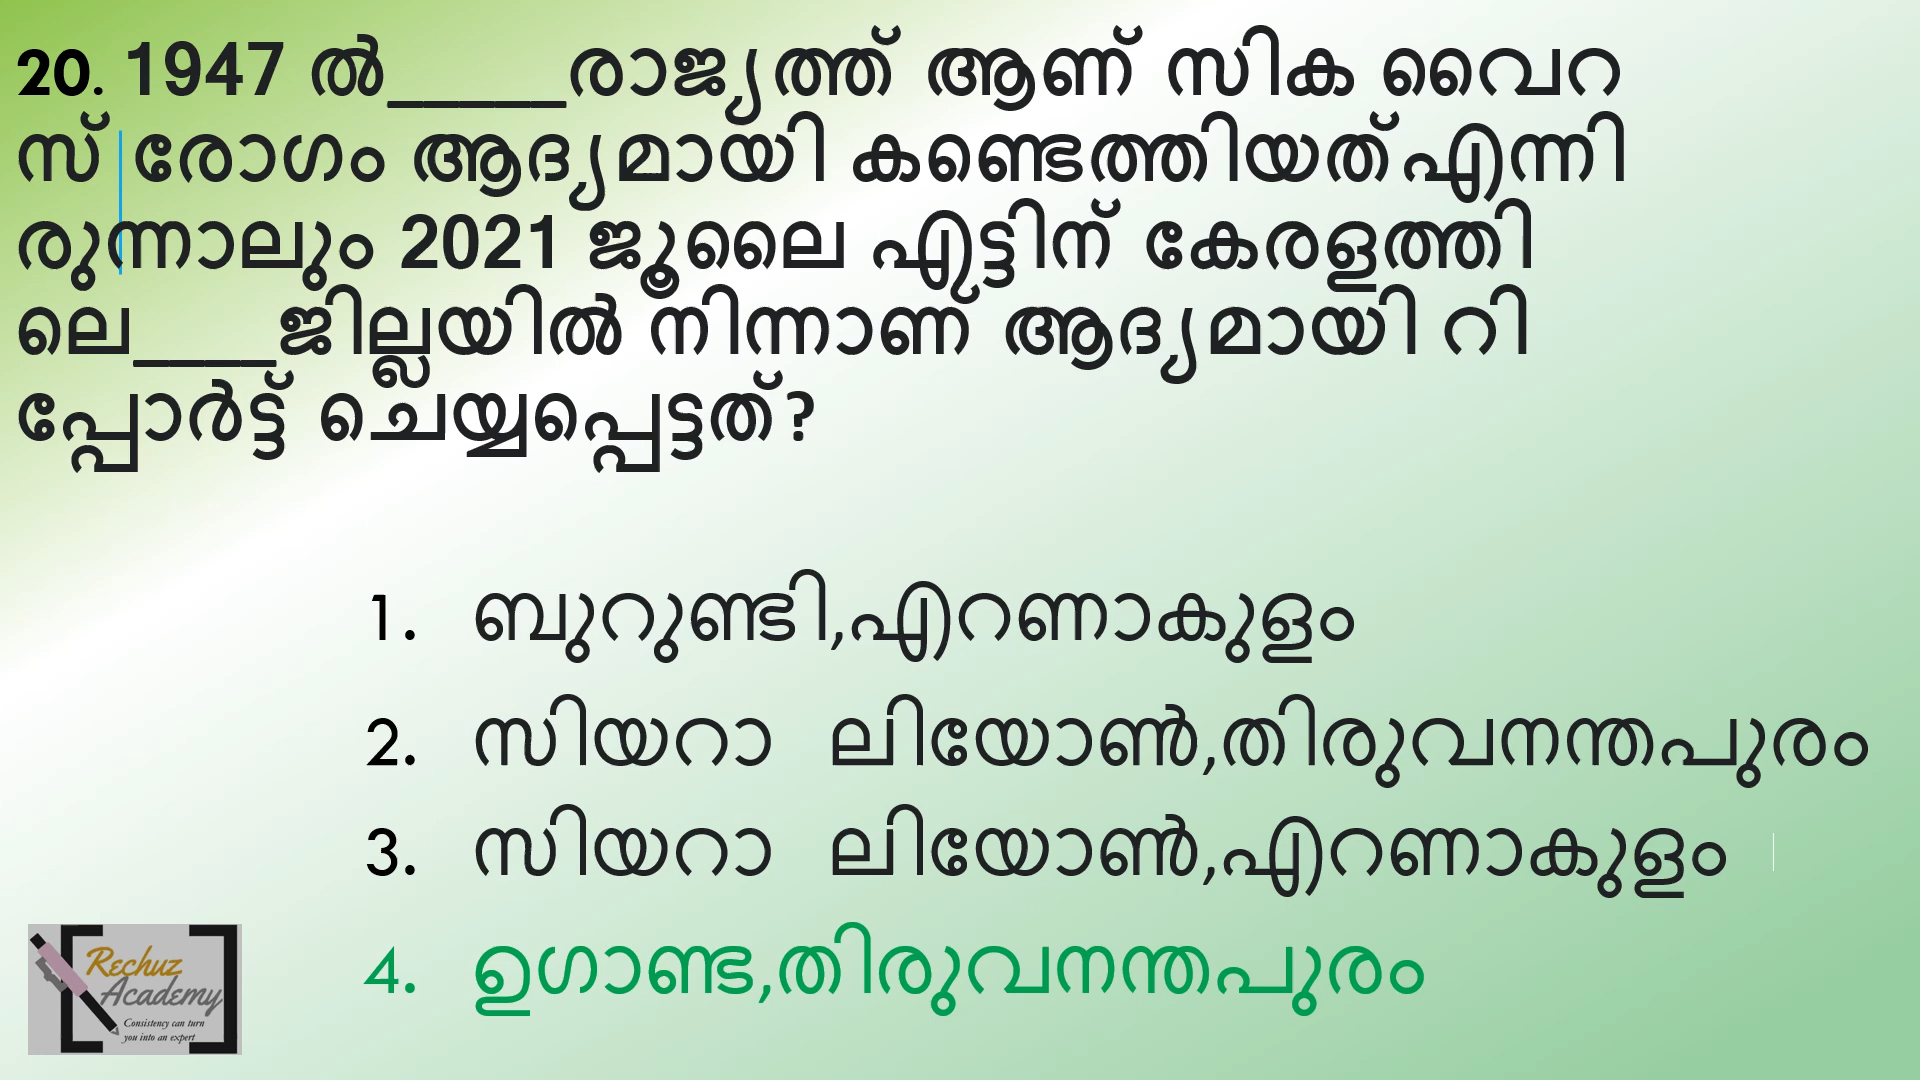 20. 1947 ൽ_____രാജ്യത്ത് ആണ് സിക വൈറ
സ് രോഗം ആദ്യമായി കണ്ടെത്തിയത്എന്നി
രുന്നാലും 2021 ജൂലൈ എട്ടിന് കേരളത്തി
ലെ____ജില്ലയിൽ നിന്നാണ് ആദ്യമായി റി
പ്പോർട്ട് ചെയ്യപ്പെട്ടത്?
1. ബുറുണ്ടി,എറണാകുളം
2. സിയറാ ലിയോൺ,തിരുവനന്തപുരം
3. സിയറാ ലിയോൺ,എറണാകുളം
4. ഉഗാണ്ട,തിരുവനന്തപുരം
Rechuz
Academy
Consistency can turn
you into an expert